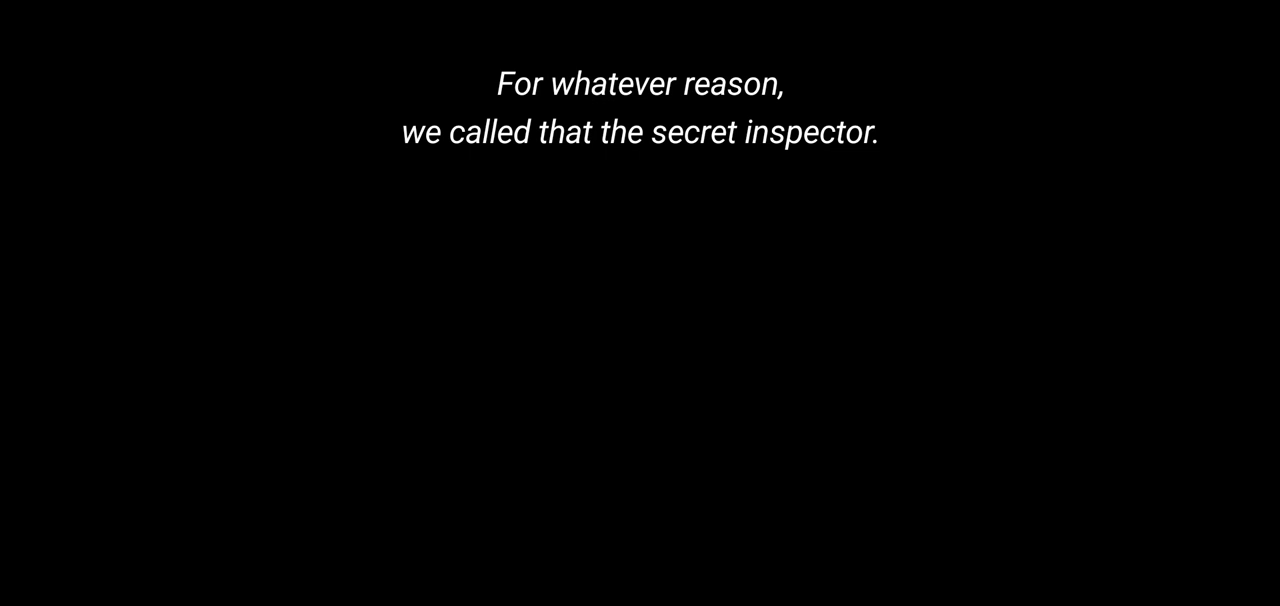 For whatever reason,
we called that the secret inspector.